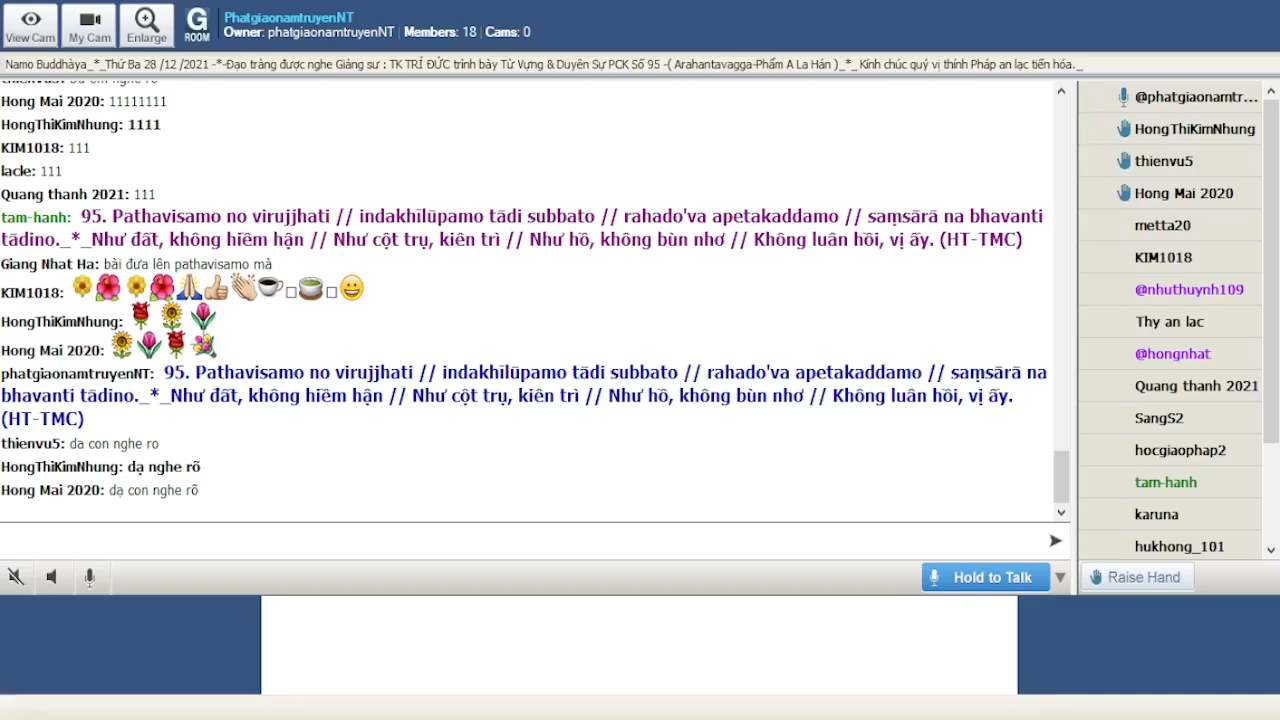 View Cam
My Cam
Enlarge
G
ROOM
PhatgiaonamtruyenNT
Owner: phatgiaonamtruyenNT | Members: 18 | Cams: 0
Namo Buddhàya_*_Thứ Ba 28 /12 /2021 -*-Đạo tràng được nghe Giảng sư : TK TRÍ ĐỨC trình bày Từ Vựng & Duyên Sự PCK Số 95 -( Arahantavagga-Phẩm A La Hán )_*_Kính chúc quý vị thính Pháp an lạc tiến hóa._
Hong Mai 2020: 11111111
HongThiKimNhung: 1111
KIM1018: 111
lacle: 111
Quang thanh 2021: 111
tam-hanh: 95. Pathavisamo no virujjhati // indakhīlūpamo tādi subbato // rahado'va apetakaddamo // saṃsārā na bhavanti
tādino._*_Như đất, không hiềm hận // Như cột trụ, kiên trì // Như hồ, không bùn nhơ // Không luân hồi, vị ấy. (HT-TMC)
Giang Nhat Ha: bài đưa lên pathavisamo mà
KIM1018:
HongThiKimNhung:
Hong Mai 2020:
phatgiaonamtruyenNT: 95. Pathavisamo no virujjhati // indakhīlūpamo tādi subbato // rahado'va apetakaddamo // saṃsārā na
bhavanti tādino._*_Như đất, không hiềm hận // Như cột trụ, kiên trì // Như hồ, không bùn nhơ // Không luân hồi, vị ấy.
(HT-TMC)
thienvu5: da con nghe ro
HongThiKimNhung: dạ nghe rõ
Hong Mai 2020: dạ con nghe rõ
@phatgiaonamtr...
HongThiKimNhung
thienvu5
Hong Mai 2020
metta20
KIM1018
@nhuthuynh109
Thy an lac
@hongnhat
Quang thanh 2021
SangS2
hocgiaophap2
tam-hanh
karuna
hukhong_101
Hold to Talk
Raise Hand